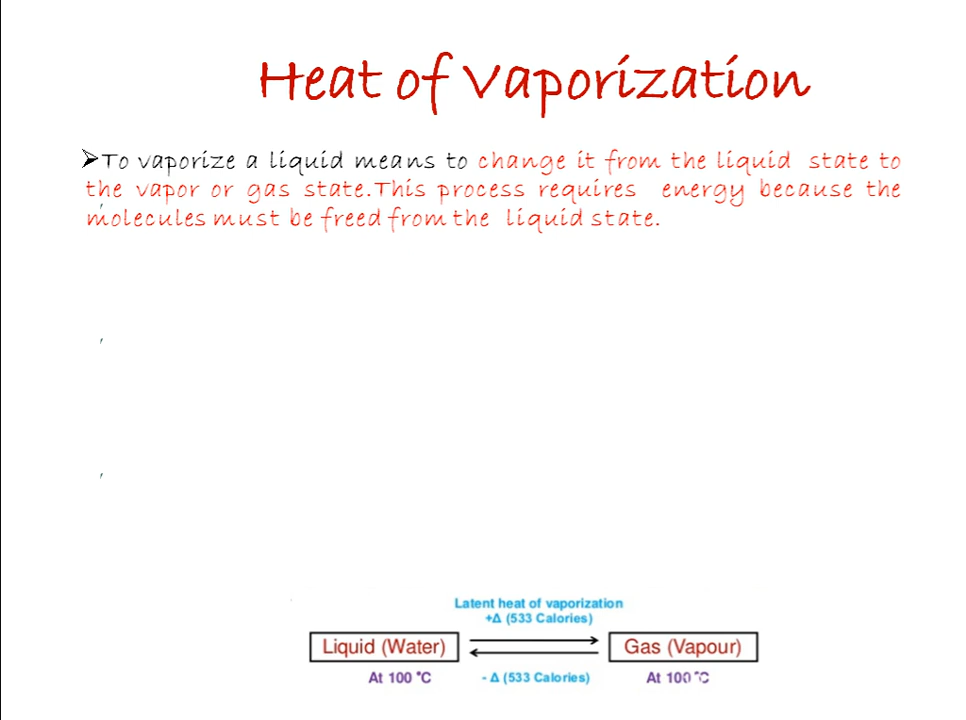 Heat of Vaporization
➢To vaporize a liquid means to change it from the liquid state to
the vapor or gas state.This process requires energy because the
molecules must be freed from the liquid state.
Latent heat of vaporization
+Δ (533 Calories)
Liquid (Water)
Gas (Vapour)
At 100 °C
- Δ (533 Calories)
At 100 °C